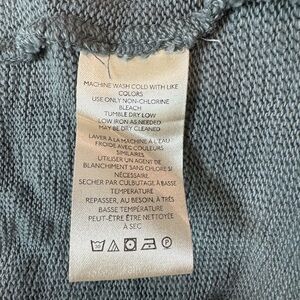 MACHINE WASH COLD WITH LIKE
COLORS
USE ONLY NON-CHLORINE
BLEACH
TUMBLE DRY LOW
LOW IRON AS NEEDED
MAY BE DRY CLEANED
LAVER À LA MACHINE À L'EAU
FROIDE AVEC COULEURS
SIMILAIRES
UTILISER UN AGENT DE
BLANCHIMENT SANS CHLORE SI
NÉCESSAIRE
SECHER PAR CULBUTAGE À BASSE
TEMPERATURE
REPASSER, AU BESOIN, À TRÈS
BASSE TEMPÉRATURE
PEUT-ÊTRE ÊTRE NETTOYÉE
À SEC